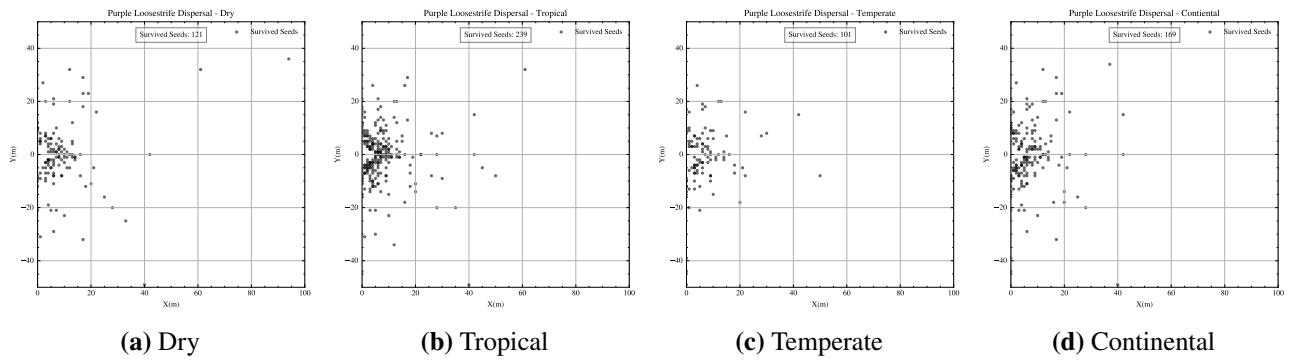 Purple Loosestrife Dispersal - Dry
Survived Seeds: 121
Survived Seeds
40
20
0
−20
−40
Y(m)
0 20 40 60 80 100
X(m)
(a) Dry
Purple Loosestrife Dispersal - Tropical
Survived Seeds: 239
Survived Seeds
40
20
0
−20
−40
Y(m)
0 20 40 60 80 100
X(m)
(b) Tropical
Purple Loosestrife Dispersal - Temperate
Survived Seeds: 101
Survived Seeds
40
20
0
−20
−40
Y(m)
0 20 40 60 80 100
X(m)
(c) Temperate
Purple Loosestrife Dispersal - Contiental
Survived Seeds: 169
Survived Seeds
40
20
0
−20
−40
Y(m)
0 20 40 60 80 100
X(m)
(d) Continental